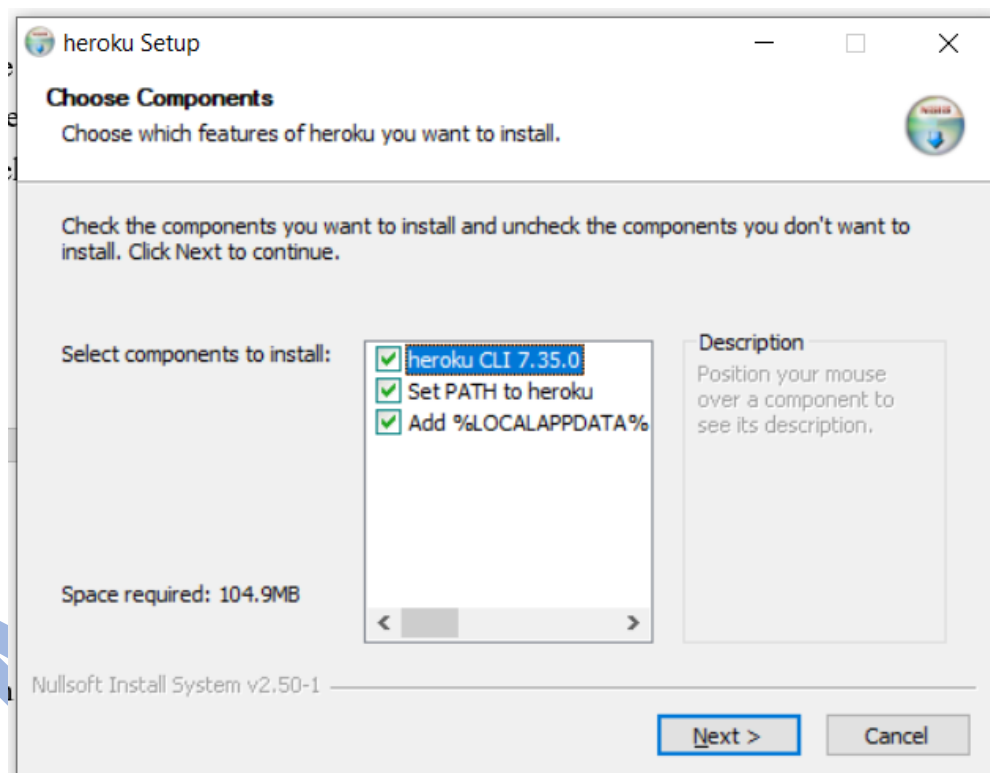 heroku Setup
Choose Components
Choose which features of heroku you want to install.
Check the components you want to install and uncheck the components you don't want to
install. Click Next to continue.
Select components to install:
heroku CLI 7.35.0
Set PATH to heroku
Add %LOCALAPPDATA%
Description
Position your mouse
over a component to
see its description.
Space required: 104.9MB
Nullsoft Install System v2.50-1
Next >
Cancel